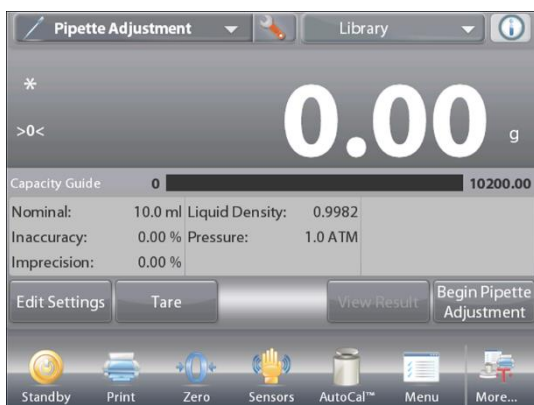 Pipette Adjustment Library
*
0.00 g
>0<
Capacity Guide 0 10200.00
Nominal: 10.0 ml Liquid Density: 0.9982
Inaccuracy: 0.00 % Pressure: 1.0 ATM
Imprecision: 0.00 %
Edit Settings Tare View Result Begin Pipette
Adjustment
Standby Print Zero Sensors AutoCal™ Menu More...